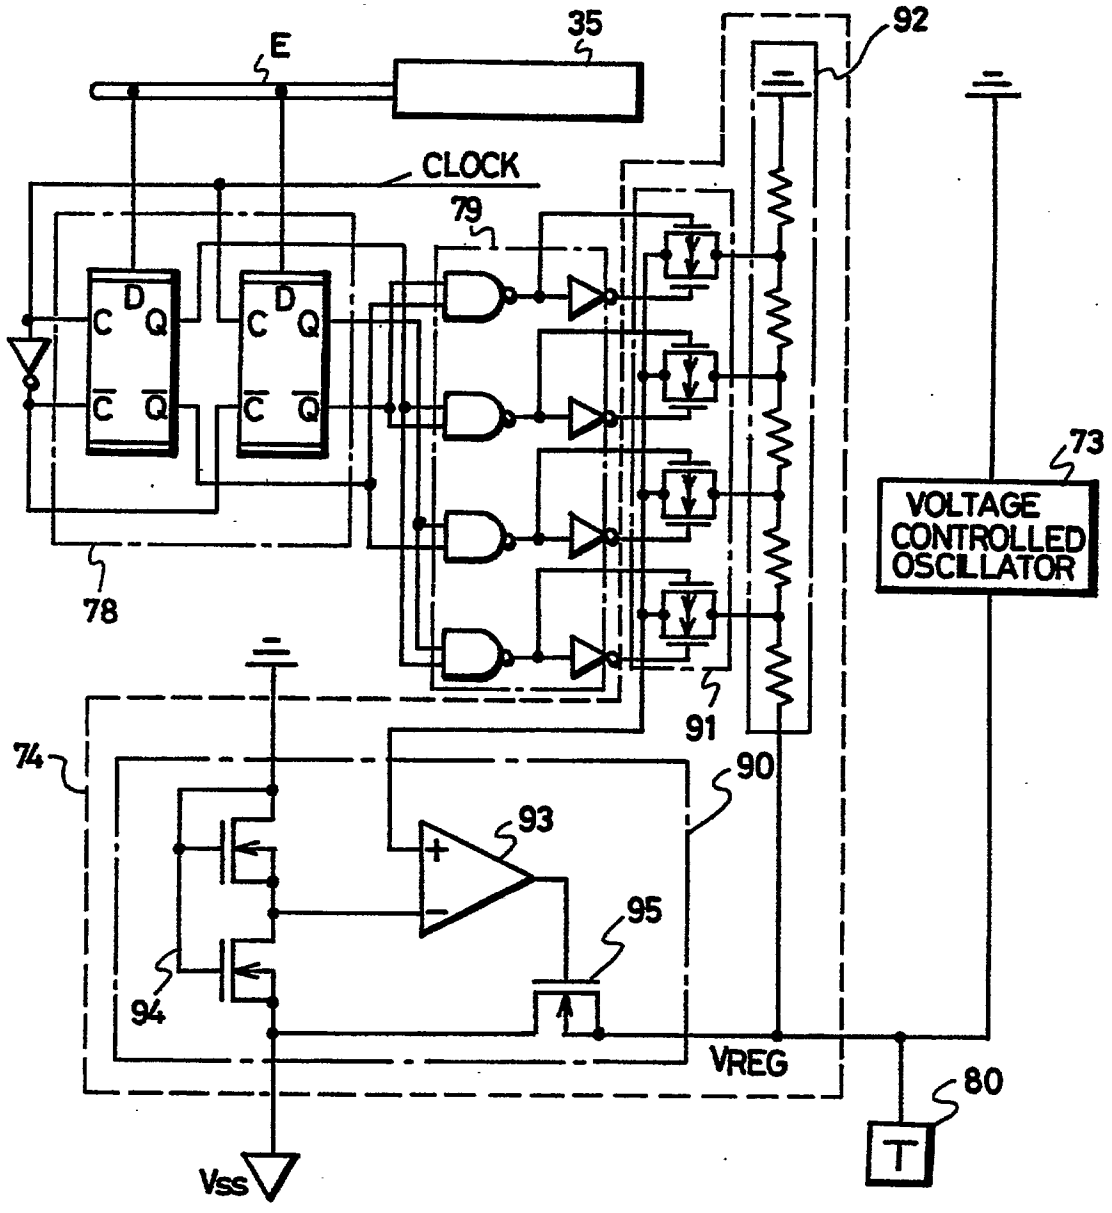 92
35
E
CLOCK
79
D
D
C Q
C Q
C̅ Q̅
C̅ Q̅
73
VOLTAGE
CONTROLLED
OSCILLATOR
78
91
74
90
93
+
−
95
94
VREG
80
T
VSS